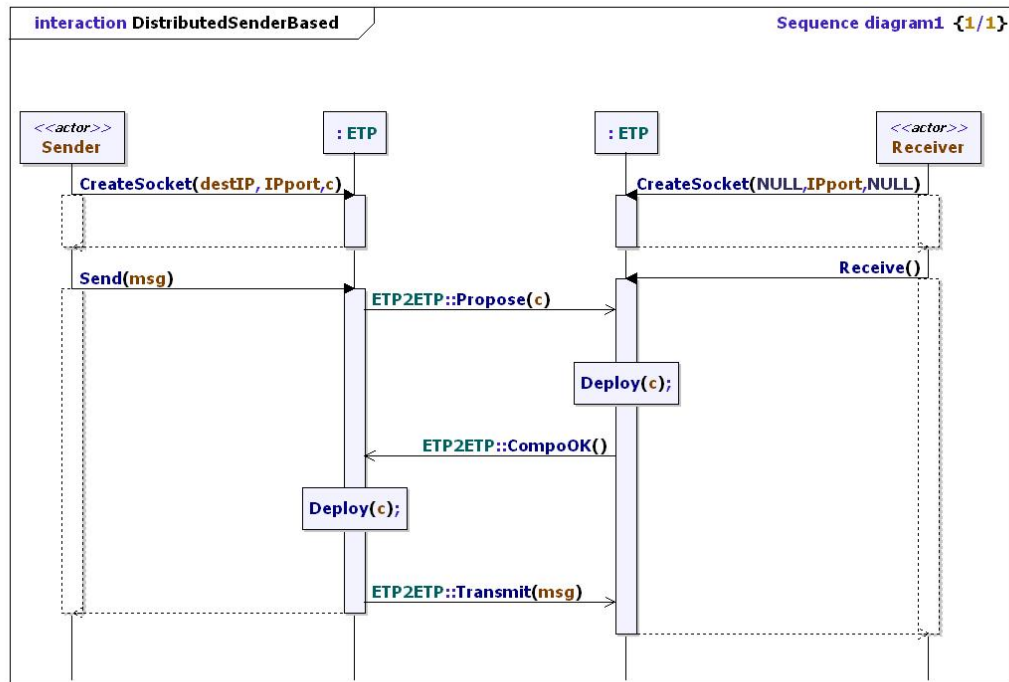 interaction DistributedSenderBased
Sequence diagram1 {1/1}
<<actor>>
Sender
: ETP
: ETP
<<actor>>
Receiver
CreateSocket(destIP, IPport,c)
CreateSocket(NULL,IPport,NULL)
Send(msg)
Receive()
ETP2ETP::Propose(c)
Deploy(c);
ETP2ETP::CompoOK()
Deploy(c);
ETP2ETP::Transmit(msg)